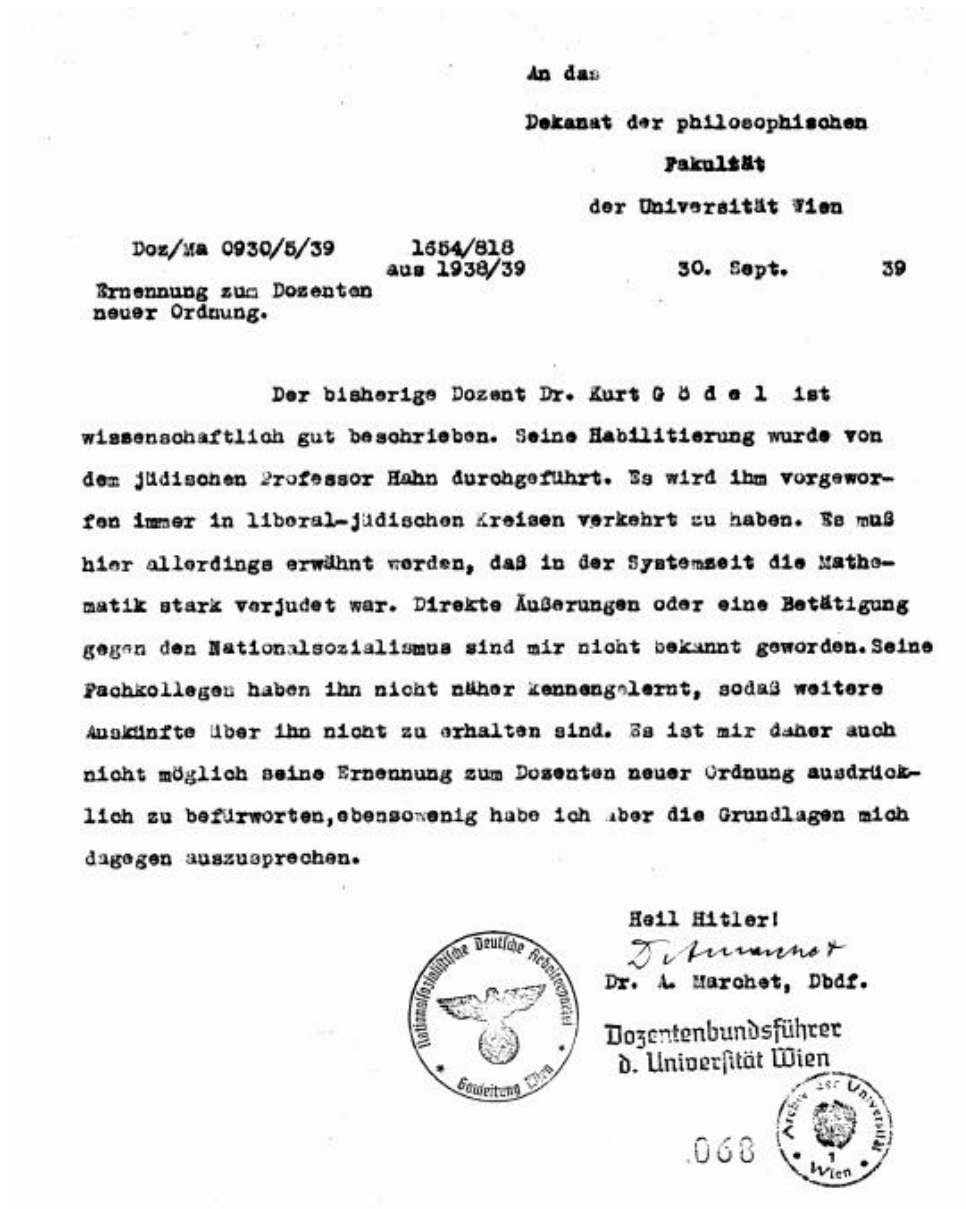 An das
Dekanat der philosophischen
Fakultät
der Universität Wien
Doz/Ma 0930/5/39 1654/818
aus 1938/39 30. Sept. 39
Ernennung zum Dozenten
neuer Ordnung.
Der bisherige Dozent Dr. Kurt G ö d e l ist
wissenschaftlich gut beschrieben. Seine Habilitierung wurde von
dem jüdischen Professor Hahn durchgeführt. Es wird ihm vorgewor-
fen immer in liberal-jüdischen Kreisen verkehrt zu haben. Es muß
hier allerdings erwähnt werden, daß in der Systemzeit die Mathe-
matik stark verjudet war. Direkte Äußerungen oder eine Betätigung
gegen den Nationalsozialismus sind mir nicht bekannt geworden.Seine
Fachkollegen haben ihn nicht näher kennengelernt, sodaß weitere
Auskünfte über ihn nicht zu erhalten sind. Es ist mir daher auch
nicht möglich seine Ernennung zum Dozenten neuer Ordnung ausdrück-
lich zu befürworten,ebensowenig habe ich aber die Grundlagen mich
dagegen auszusprechen.
Heil Hitler!
Dr. A. Marchet, Dbdf.
Dozentenbundsführer
d. Universität Wien
Nationalsozialistische Deutsche Arbeiterpartei
Gauleitung Wien
.068
Archiv der Universität
1
Wien